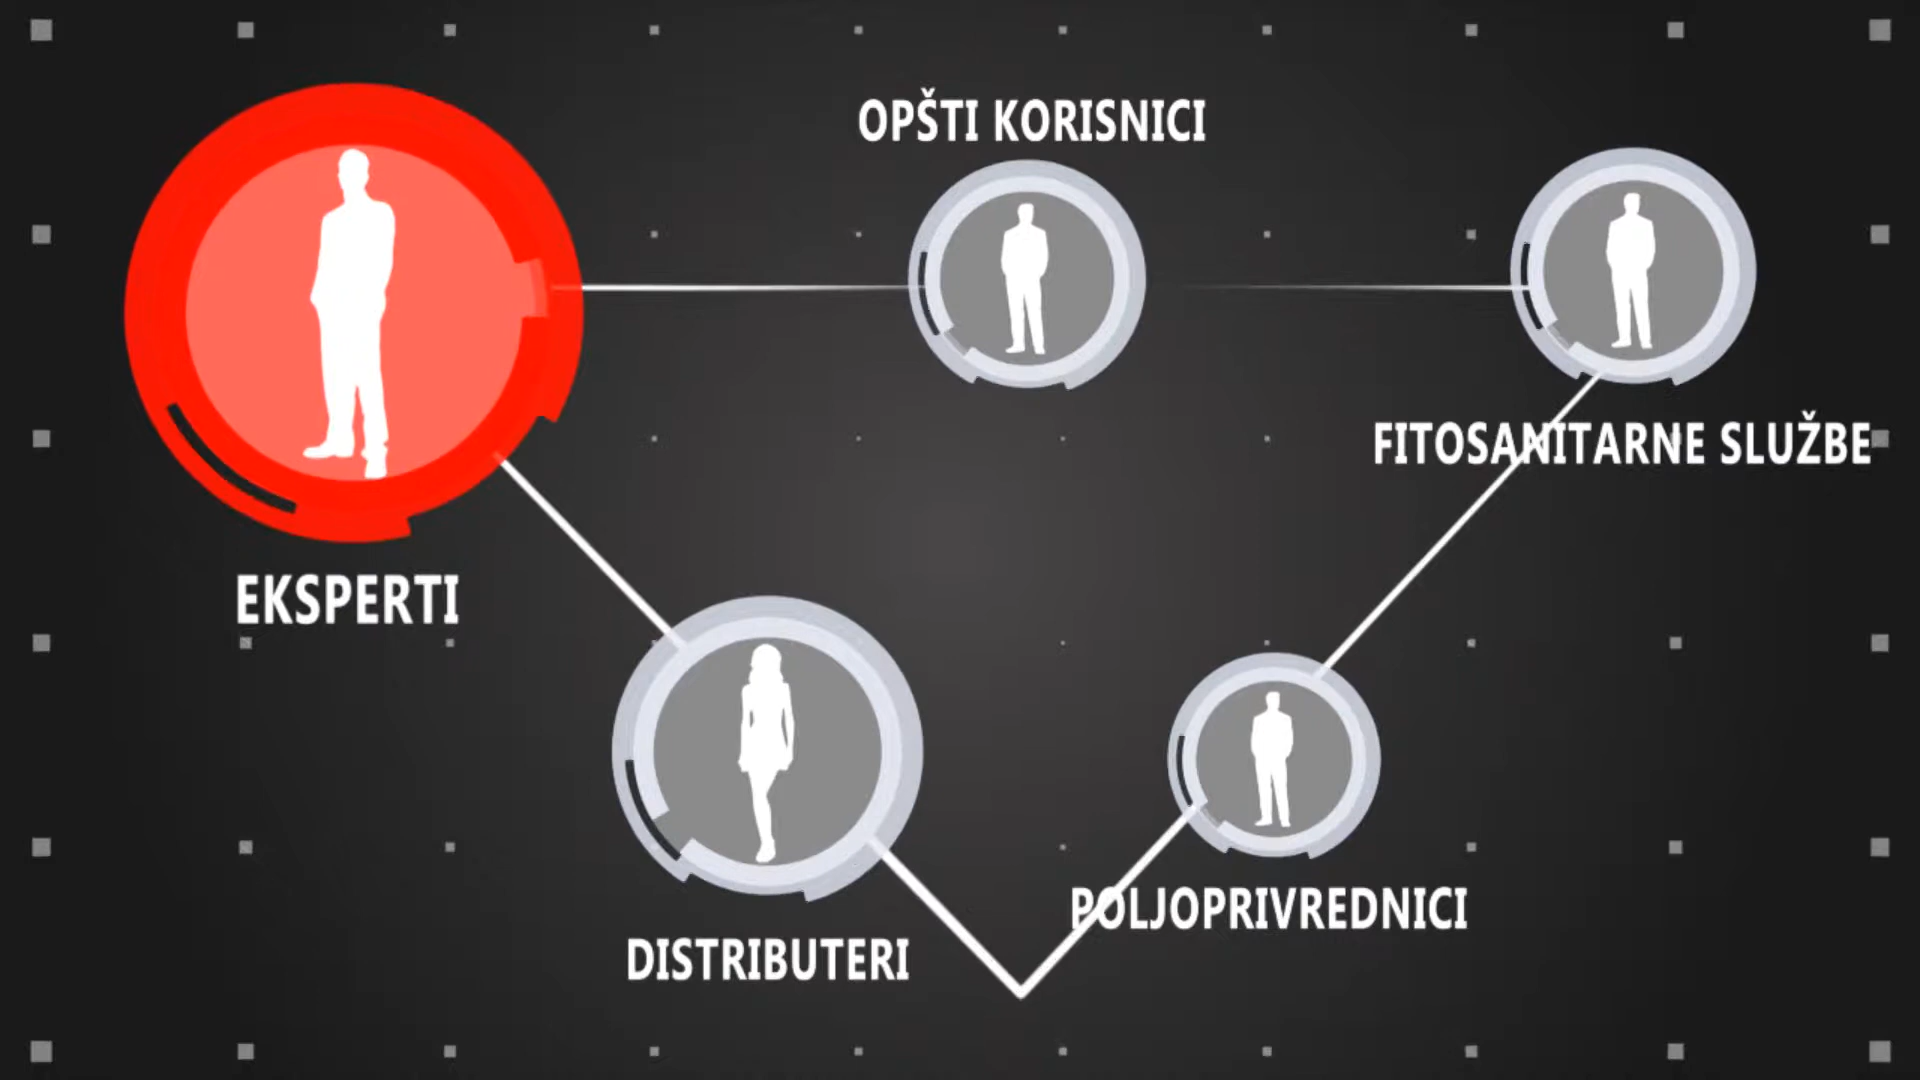 OPŠTI KORISNICI
FITOSANITARNE SLUŽBE
EKSPERTI
POLJOPRIVREDNICI
DISTRIBUTERI